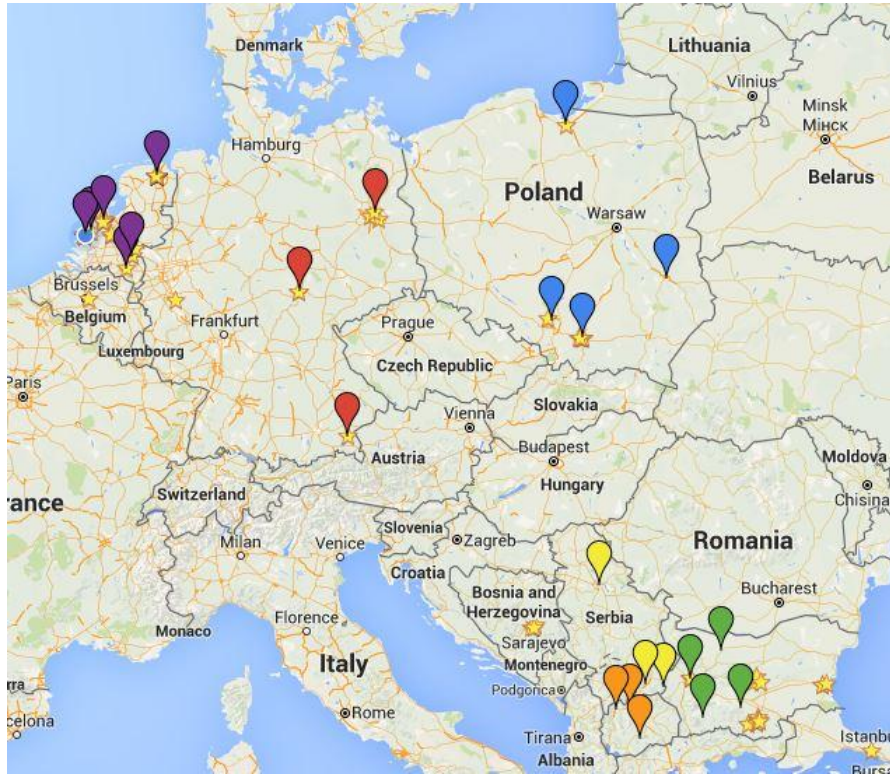 Denmark
Lithuania
Vilnius
Minsk
Мінск
Hamburg
Belarus
Poland
Warsaw
Brussels
Belgium
Frankfurt
Prague
Luxembourg
Czech Republic
Paris
Slovakia
Vienna
Budapest
Austria
Moldova
Hungary
Switzerland
Chisina
rance
Slovenia
Zagreb
Milan
Venice
Romania
Croatia
Bosnia and
Herzegovina
Bucharest
Serbia
Florence
Monaco
Sarajevo
Montenegro
Italy
Podgorica
rra
Rome
celona
Tirana
Istanbu
Albania
Bursa